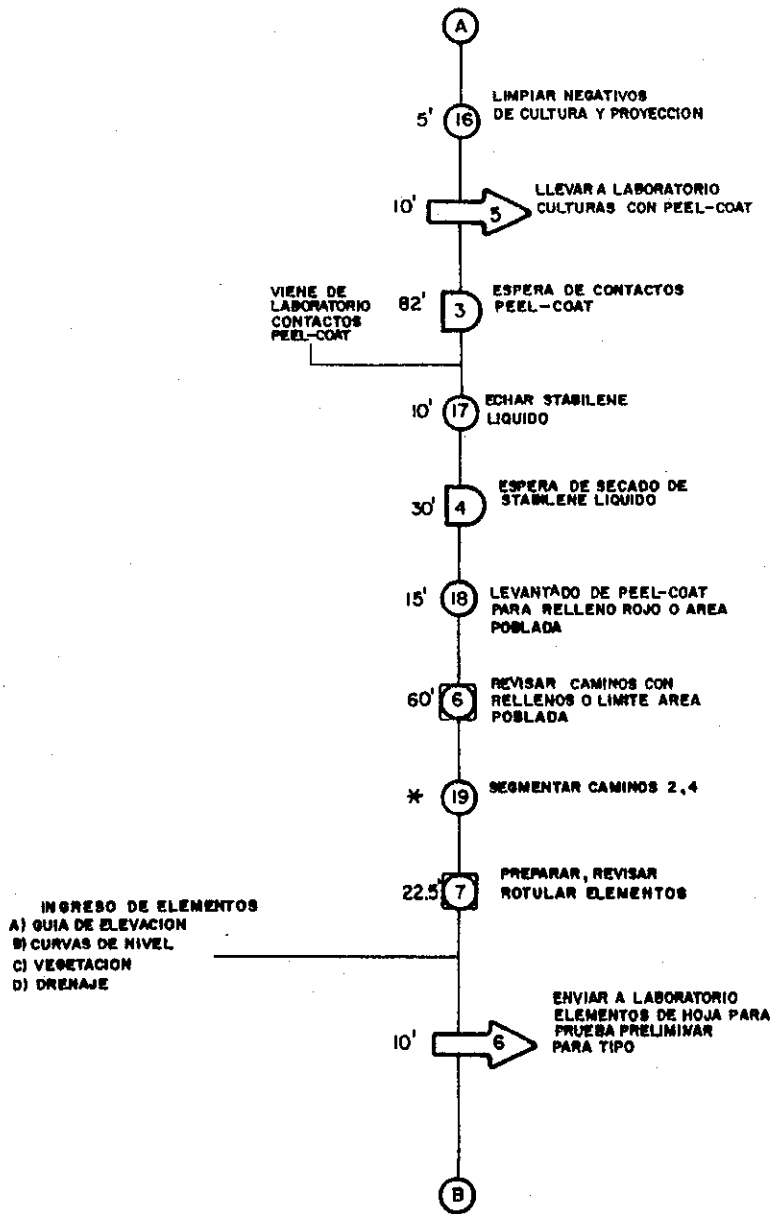 A
LIMPIAR NEGATIVOS
5' 16 DE CULTURA Y PROYECCION
LLEVAR A LABORATORIO
10' 5 CULTURAS CON PEEL-COAT
ESPERA DE CONTACTOS
82' 3 PEEL-COAT
VIENE DE
LABORATORIO
CONTACTOS
PEEL-COAT
10' 17 ECHAR STABILENE
LIQUIDO
ESPERA DE SECADO DE
30' 4 STABILENE LIQUIDO
15' 18 LEVANTADO DE PEEL-COAT
PARA RELLENO ROJO O AREA
POBLADA
REVISAR CAMINOS CON
60' 6 RELLENOS O LIMITE AREA
POBLADA
* 19 SEGMENTAR CAMINOS 2,4
PREPARAR, REVISAR
22.5' 7 ROTULAR ELEMENTOS
INGRESO DE ELEMENTOS
A) GUIA DE ELEVACION
B) CURVAS DE NIVEL
C) VEGETACION
D) DRENAJE
ENVIAR A LABORATORIO
ELEMENTOS DE HOJA PARA
PRUEBA PRELIMINAR
10' 6 PARA TIPO
B